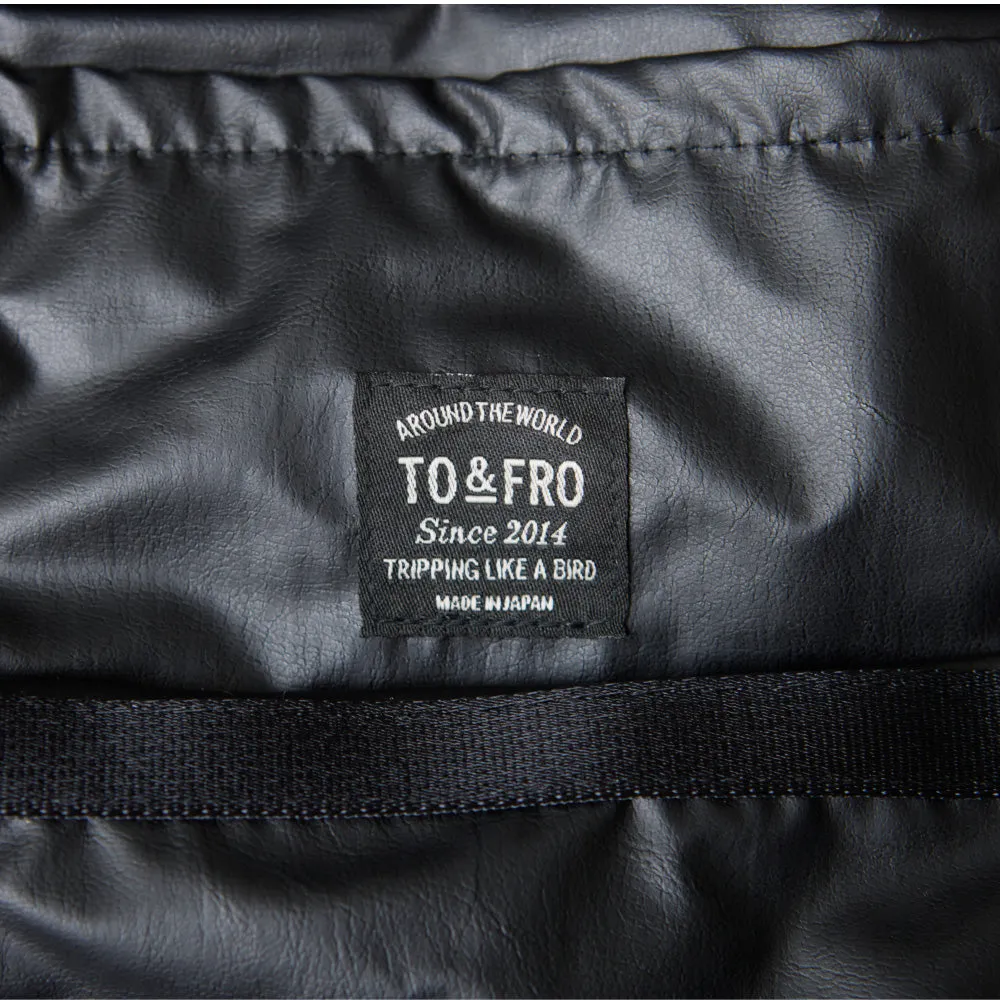 AROUND THE WORLD
TO & FRO
Since 2014
TRIPPING LIKE A BIRD
MADE IN JAPAN